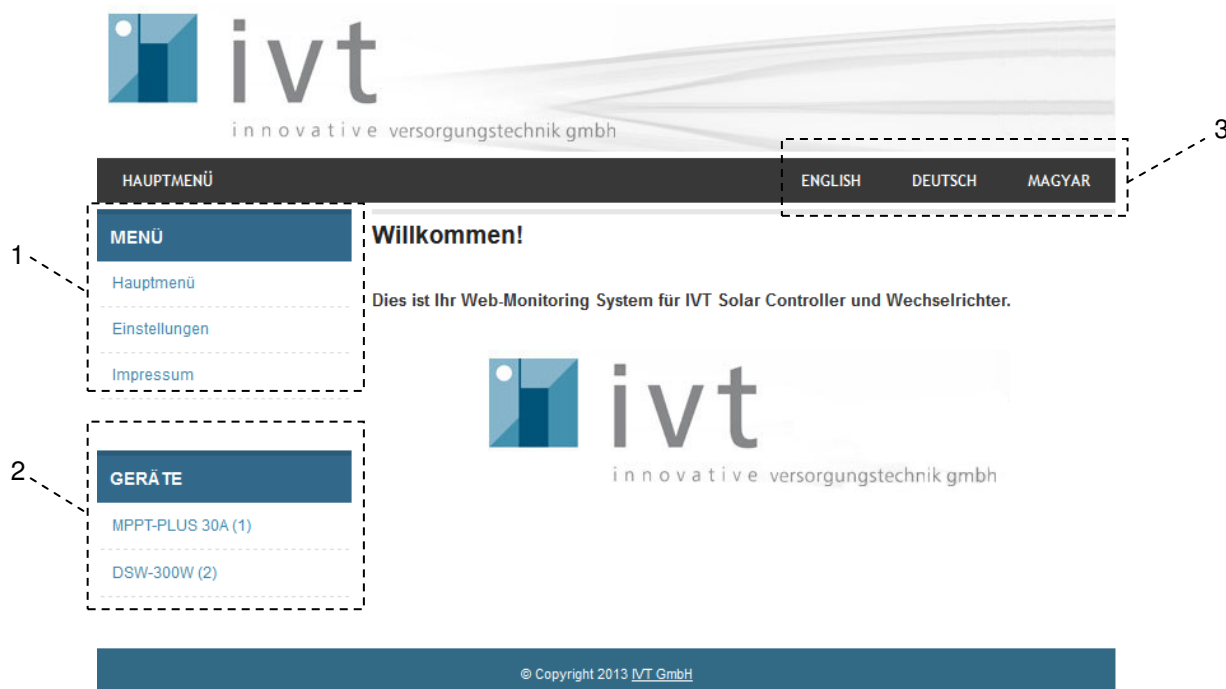 ivt
innovative versorgungstechnik gmbh
3
HAUPTMENÜ ENGLISH DEUTSCH MAGYAR
1
MENÜ
Hauptmenü
Einstellungen
Impressum
Willkommen!
Dies ist Ihr Web-Monitoring System für IVT Solar Controller und Wechselrichter.
ivt
innovative versorgungstechnik gmbh
2
GERÄTE
MPPT-PLUS 30A (1)
DSW-300W (2)
© Copyright 2013 IVT GmbH